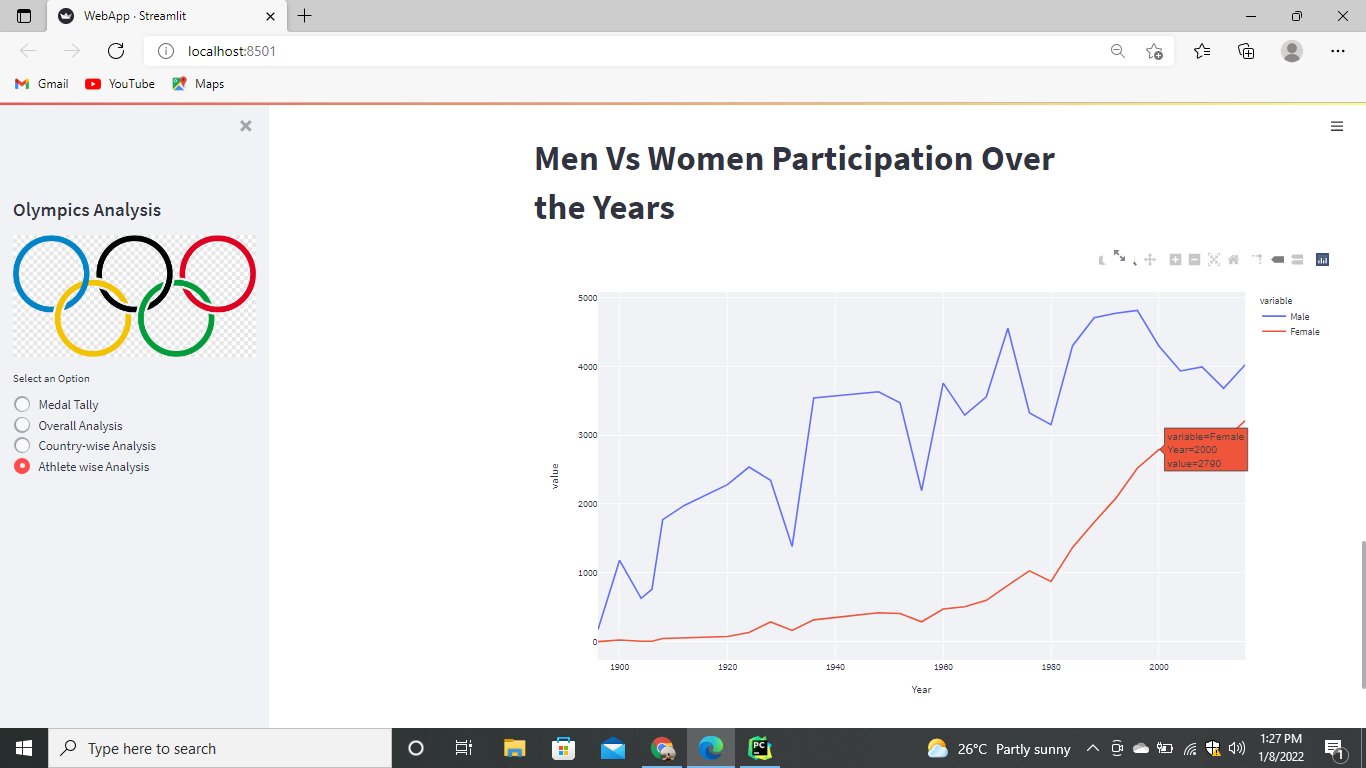 WebApp · Streamlit
localhost:8501
Gmail
YouTube
Maps
Olympics Analysis
Select an Option
Medal Tally
Overall Analysis
Country-wise Analysis
Athlete wise Analysis
Men Vs Women Participation Over
the Years
variable
Male
Female
value
5000
4000
3000
2000
1000
0
variable=Female
Year=2000
value=2790
1900 1920 1940 1960 1980 2000
Year
Type here to search
PC
26°C Partly sunny
1:27 PM
1/8/2022
1